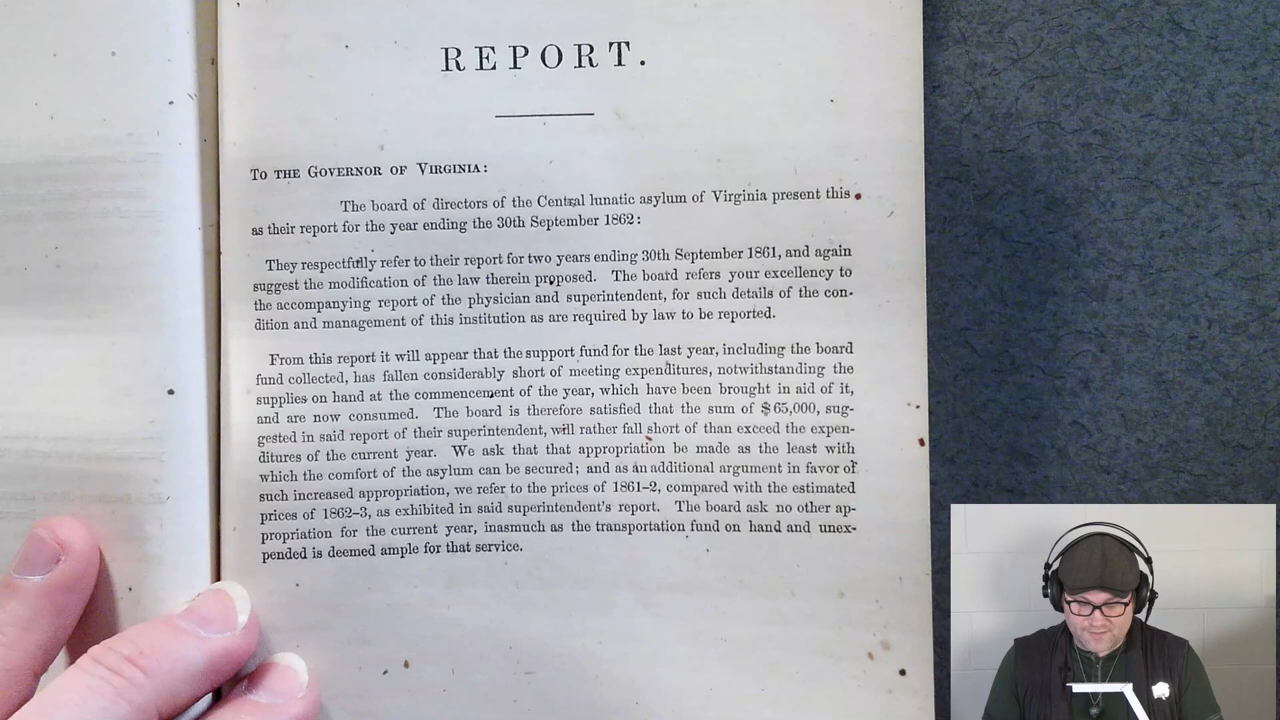 REPORT.
To the Governor of Virginia:
The board of directors of the Central lunatic asylum of Virginia present this
as their report for the year ending the 30th September 1862:
They respectfully refer to their report for two years ending 30th September 1861, and again
suggest the modification of the law therein proposed. The board refers your excellency to
the accompanying report of the physician and superintendent, for such details of the con-
dition and management of this institution as are required by law to be reported.
From this report it will appear that the support fund for the last year, including the board
fund collected, has fallen considerably short of meeting expenditures, notwithstanding the
supplies on hand at the commencement of the year, which have been brought in aid of it,
and are now consumed. The board is therefore satisfied that the sum of $65,000, sug-
gested in said report of their superintendent, will rather fall short of than exceed the expen-
ditures of the current year. We ask that that appropriation be made as the least with
which the comfort of the asylum can be secured; and as an additional argument in favor of
such increased appropriation, we refer to the prices of 1861-2, compared with the estimated
prices of 1862-3, as exhibited in said superintendent's report. The board ask no other ap-
propriation for the current year, inasmuch as the transportation fund on hand and unex-
pended is deemed ample for that service.